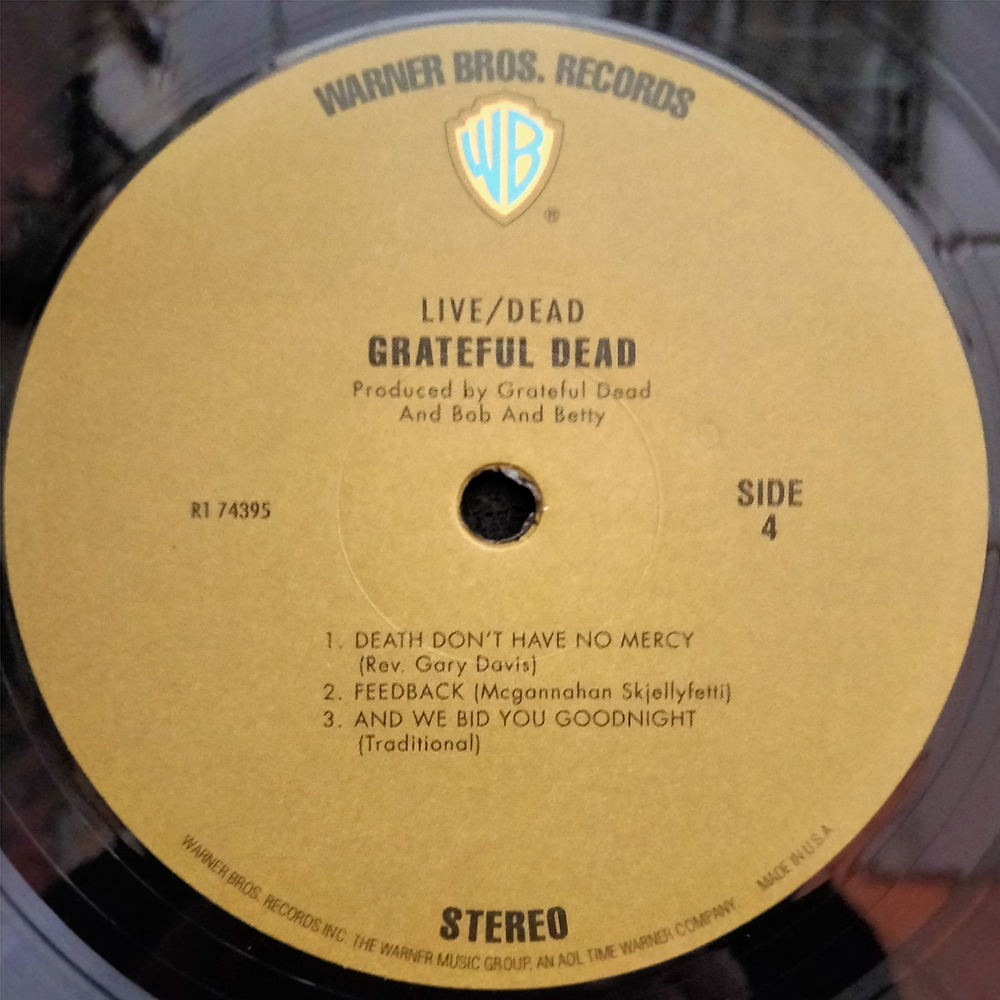 WARNER BROS. RECORDS
WB
®
LIVE/DEAD
GRATEFUL DEAD
Produced by Grateful Dead
And Bob And Betty
R1 74395
SIDE
4
1. DEATH DON'T HAVE NO MERCY
(Rev. Gary Davis)
2. FEEDBACK (Mcgannahan Skjellyfetti)
3. AND WE BID YOU GOODNIGHT
(Traditional)
STEREO
WARNER BROS. RECORDS INC. THE WARNER MUSIC GROUP, AN AOL TIME WARNER COMPANY. MADE IN U.S.A